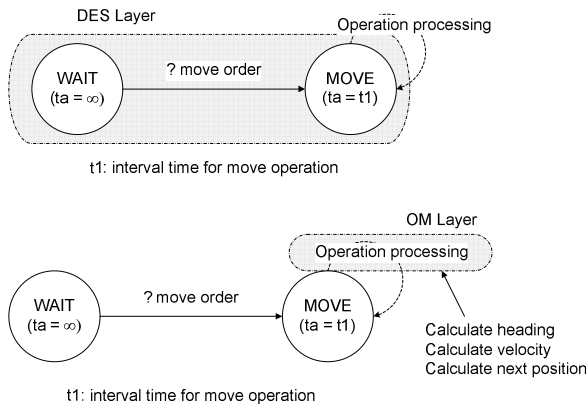 DES Layer
Operation processing
WAIT
(ta = ∞)
? move order
MOVE
(ta = t1)
t1: interval time for move operation
OM Layer
Operation processing
WAIT
(ta = ∞)
? move order
MOVE
(ta = t1)
Calculate heading
Calculate velocity
Calculate next position
t1: interval time for move operation